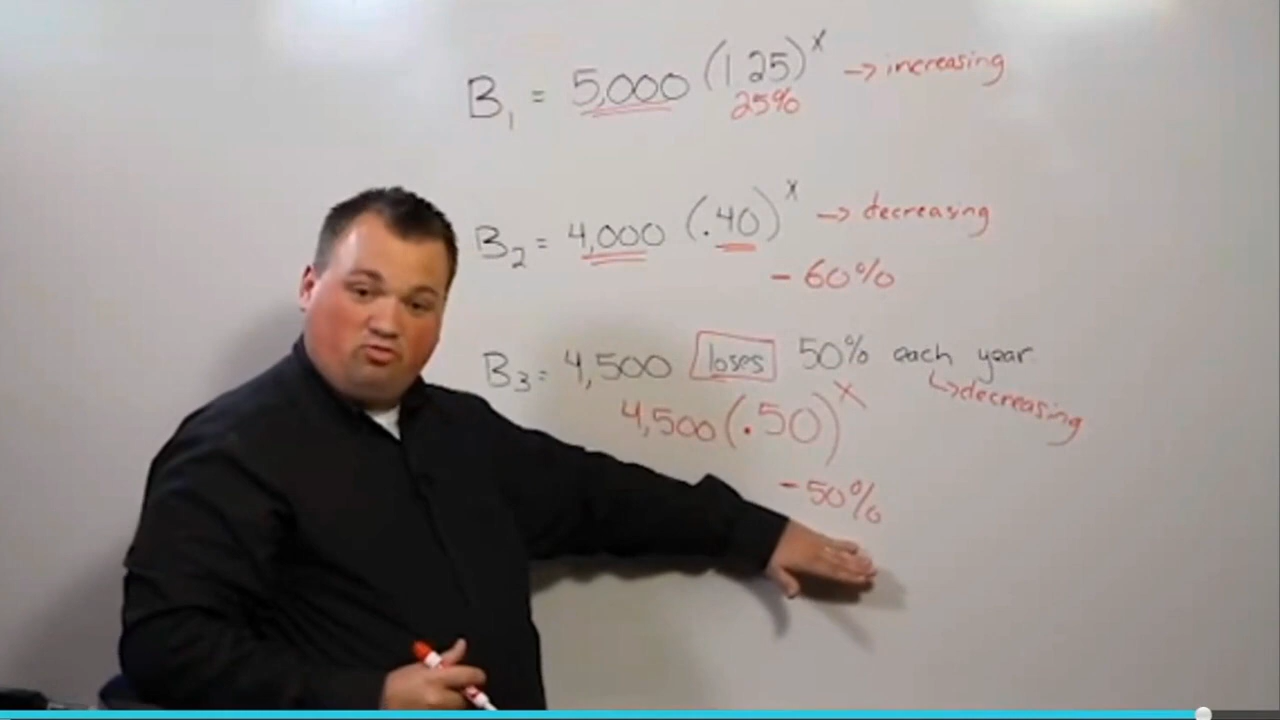 B₁ = 5,000 (1.25)ˣ → increasing
25%
B₂ = 4,000 (.40)ˣ → decreasing
- 60%
B₃ = 4,500 loses 50% each year
↳ decreasing
4,500 (.50)ˣ
- 50%